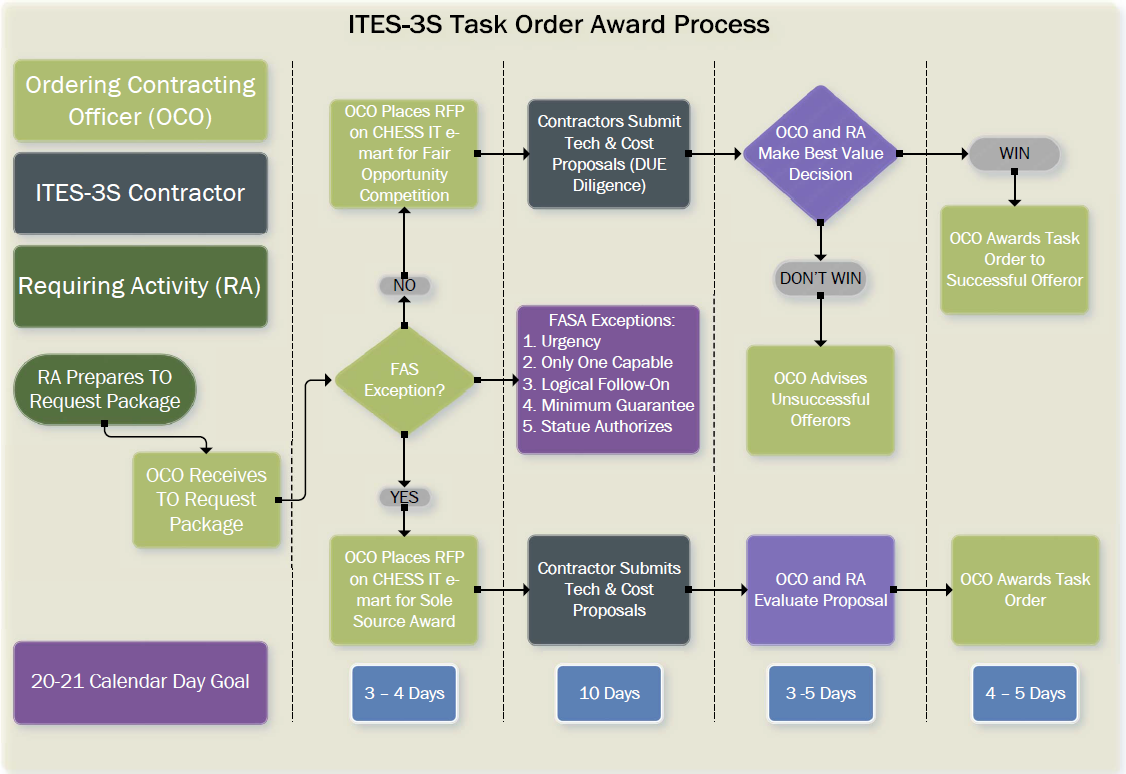 ITES-3S Task Order Award Process
Ordering Contracting
Officer (OCO)
ITES-3S Contractor
Requiring Activity (RA)
RA Prepares TO
Request Package
OCO Receives
TO Request
Package
20-21 Calendar Day Goal
OCO Places RFP
on CHESS IT e-
mart for Fair
Opportunity
Competition
NO
FAS
Exception?
YES
OCO Places RFP
on CHESS IT e-
mart for Sole
Source Award
3 – 4 Days
Contractors Submit
Tech & Cost
Proposals (DUE
Diligence)
FASA Exceptions:
1. Urgency
2. Only One Capable
3. Logical Follow-On
4. Minimum Guarantee
5. Statue Authorizes
Contractor Submits
Tech & Cost
Proposals
10 Days
OCO and RA
Make Best Value
Decision
DON'T WIN
OCO Advises
Unsuccessful
Offerors
OCO and RA
Evaluate Proposal
3 -5 Days
WIN
OCO Awards Task
Order to
Successful Offeror
OCO Awards Task
Order
4 – 5 Days